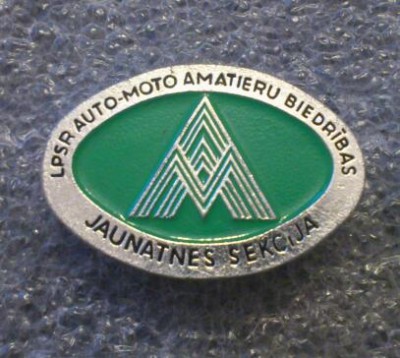 LPSR AUTO-MOTO AMATIERU BIEDRĪBAS
JAUNATNES SEKCIJA